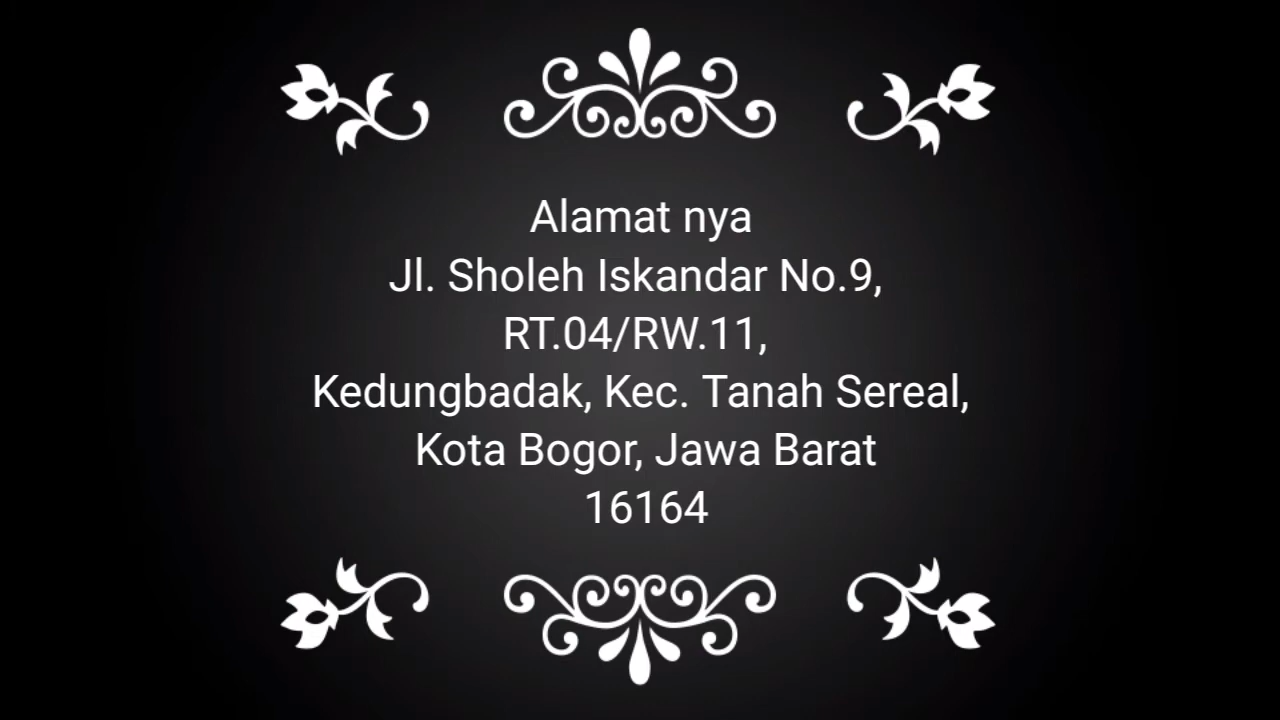 Alamat nya
Jl. Sholeh Iskandar No.9,
RT.04/RW.11,
Kedungbadak, Kec. Tanah Sereal,
Kota Bogor, Jawa Barat
16164